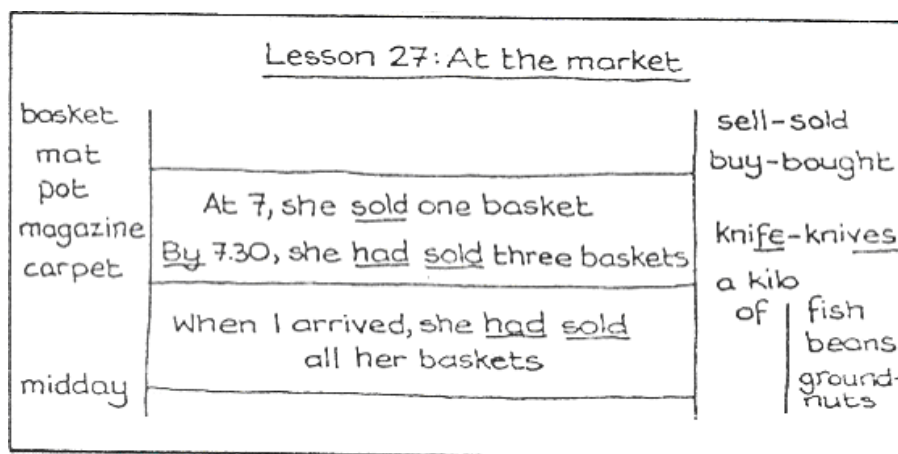 Lesson 27: At the market
basket
mat
pot
magazine
carpet
midday
At 7, she sold one basket
By 7.30, she had sold three baskets
When I arrived, she had sold
all her baskets
sell-sold
buy-bought
knife-knives
a kilo
of
fish
beans
ground-
nuts